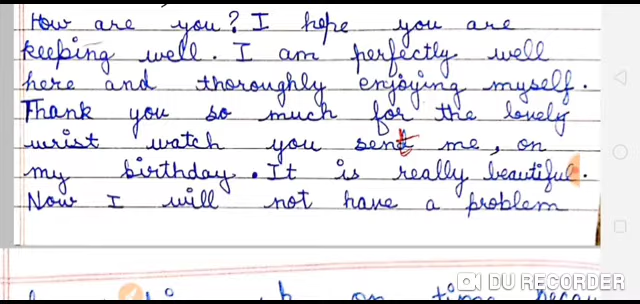 How are you? I hope you are
keeping well. I am perfectly well
here and thoroughly enjoying myself.
Thank you so much for the lovely
wrist watch you sent me, on
my birthday. It is really beautiful.
Now I will not have a problem
on time
DU RECORDER